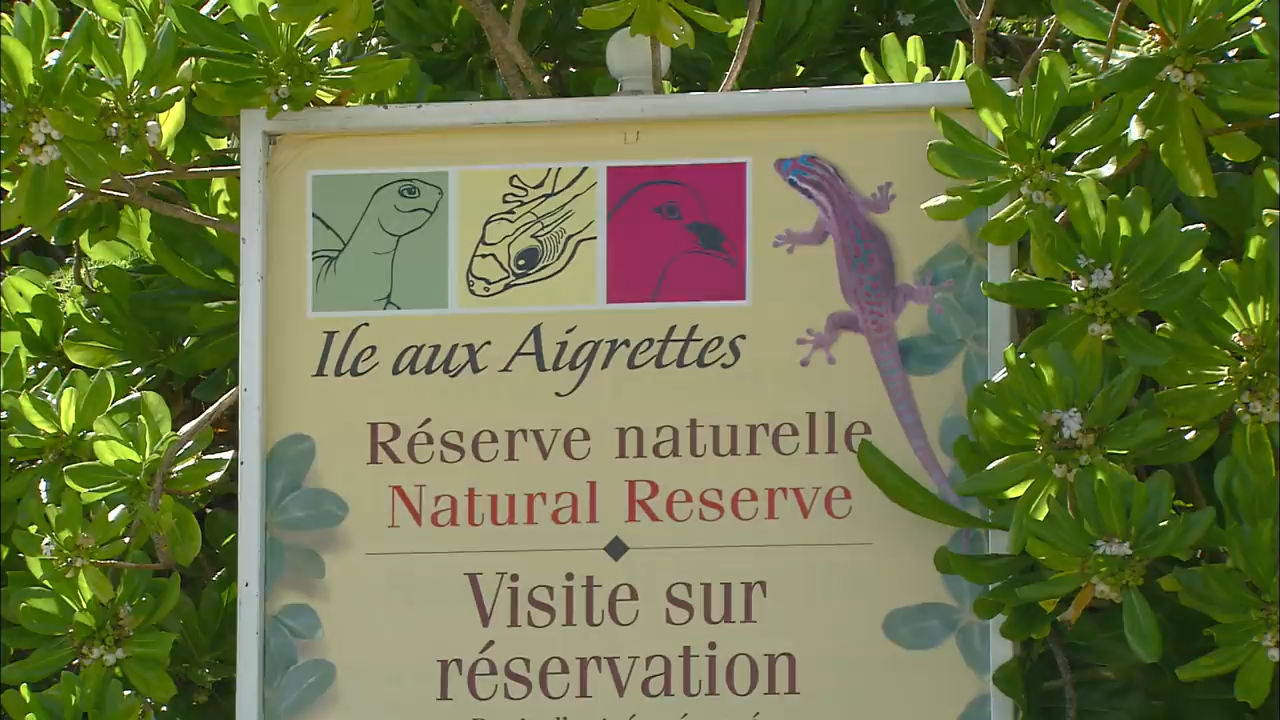 Ile aux Aigrettes
Réserve naturelle
Natural Reserve
Visite sur
réservation